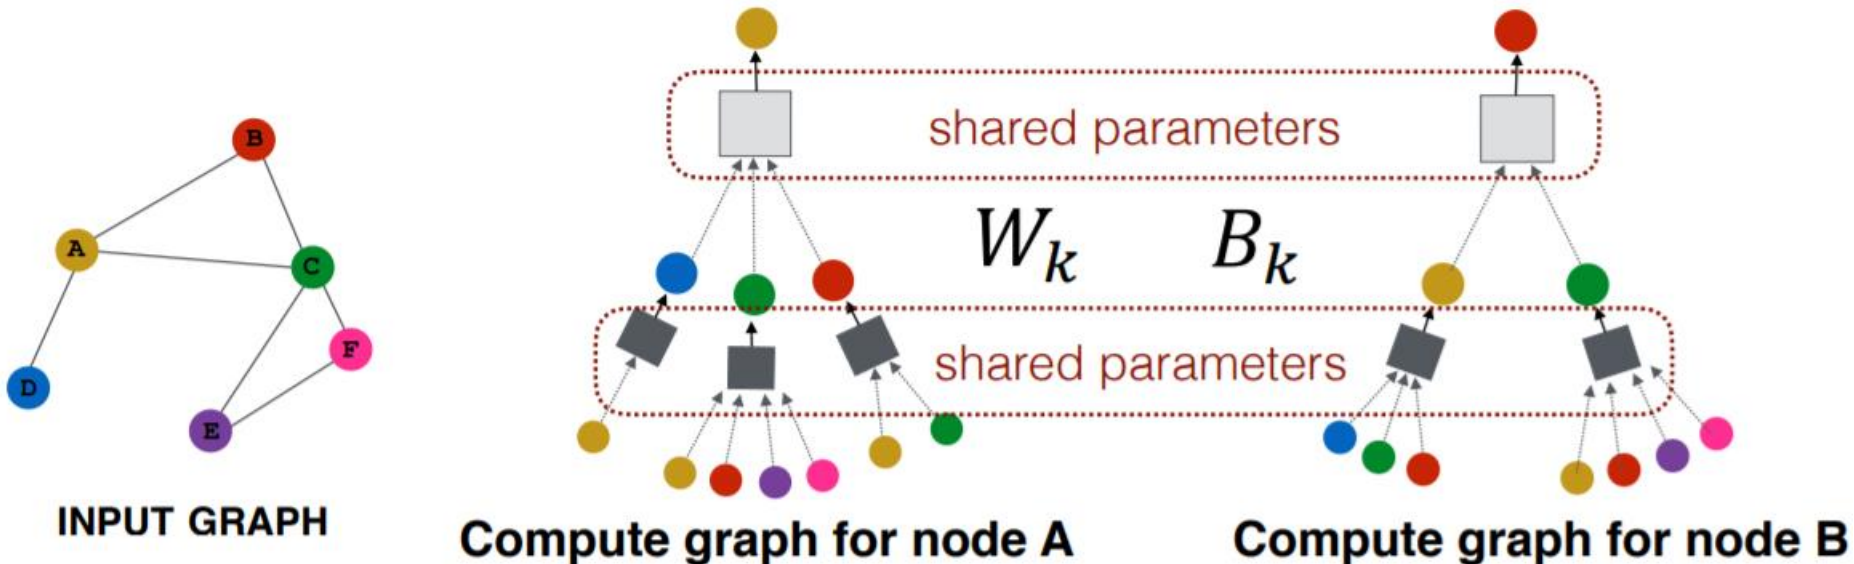 B
A
C
F
D
E
INPUT GRAPH
shared parameters
W_k B_k
shared parameters
Compute graph for node A
Compute graph for node B